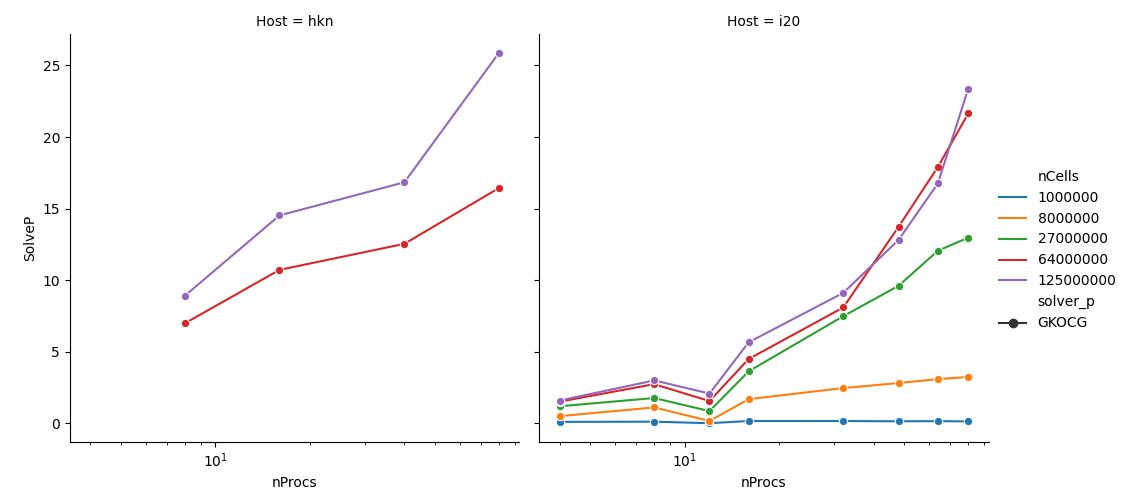 Host = hkn
Host = i20
SolveP
25
20
15
10
5
0
10¹
10¹
nProcs
nProcs
nCells
1000000
8000000
27000000
64000000
125000000
solver_p
GKOCG